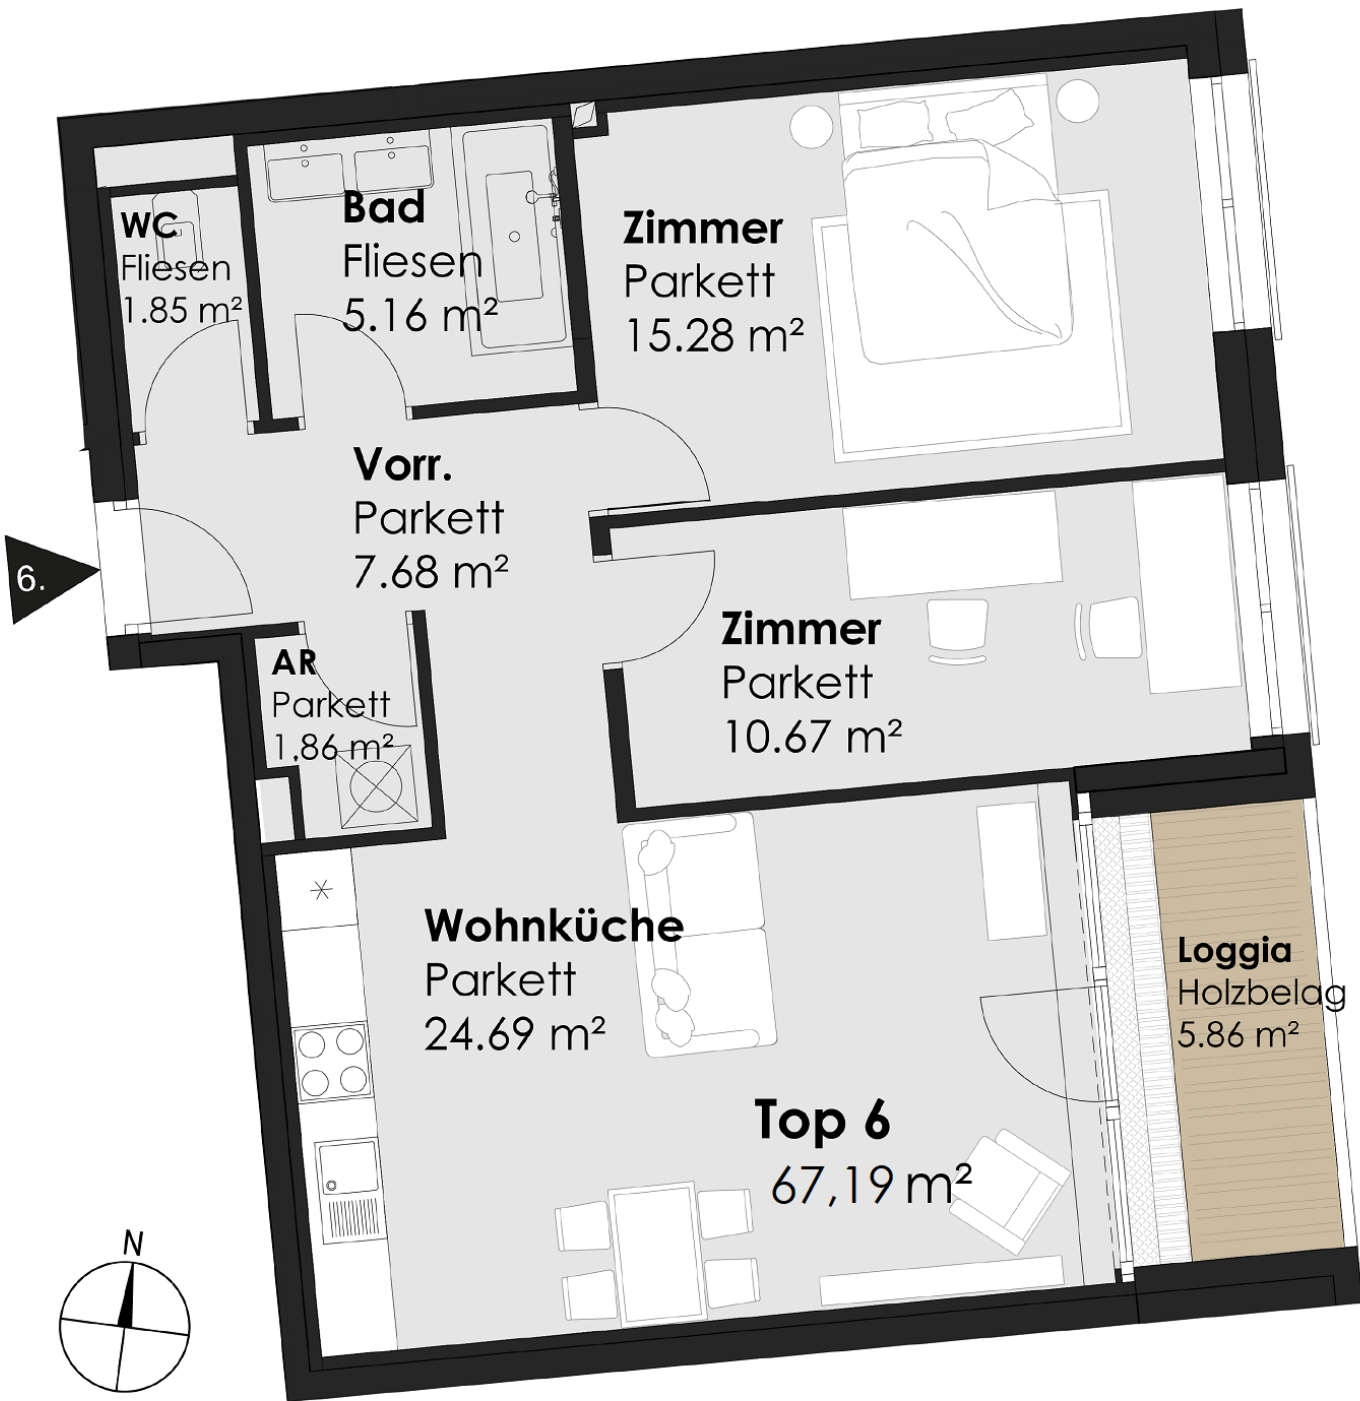 WC
Fliesen
1.85 m²
Bad
Fliesen
5.16 m²
Zimmer
Parkett
15.28 m²
Vorr.
Parkett
7.68 m²
6.
AR
Parkett
1.86 m²
Zimmer
Parkett
10.67 m²
Wohnküche
Parkett
24.69 m²
Loggia
Holzbelag
5.86 m²
Top 6
67,19 m²
N